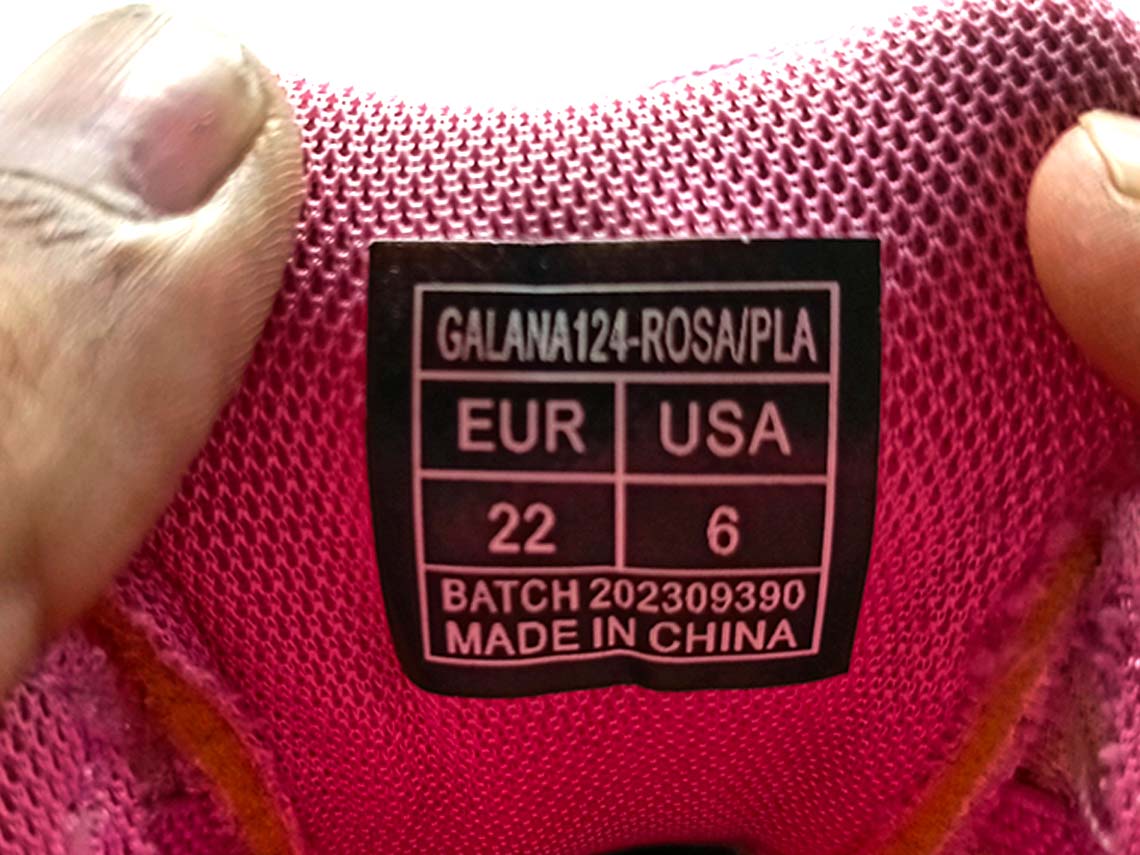 GALANA124-ROSA/PLA
EUR USA
22 6
BATCH 202309390
MADE IN CHINA